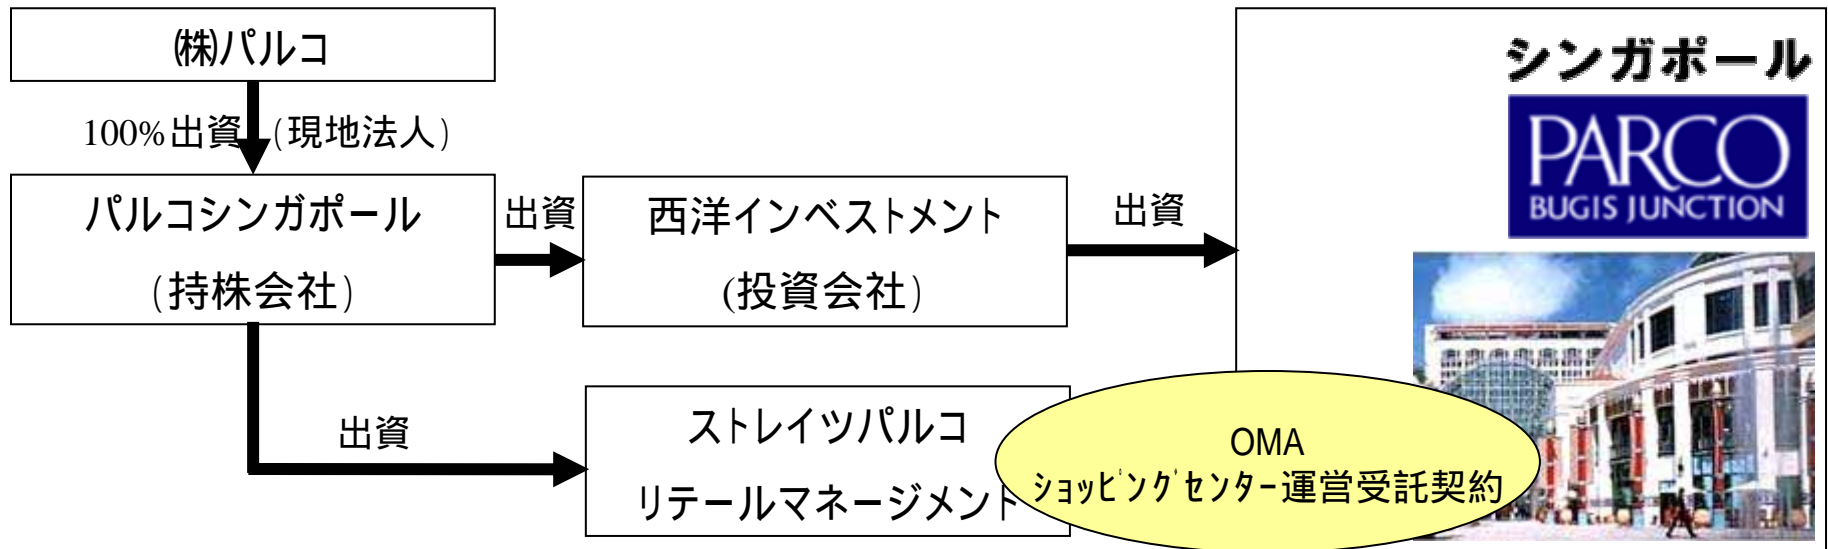 ㈱パルコ
100%出資 (現地法人)
パルコシンガポール
(持株会社)
出資
西洋インベストメント
(投資会社)
出資
シンガポール
PARCO
BUGIS JUNCTION
出資
ストレイツパルコ
リテールマネージメント
OMA
ｼｮｯﾋﾟﾝｸﾞｾﾝﾀｰ運営受託契約